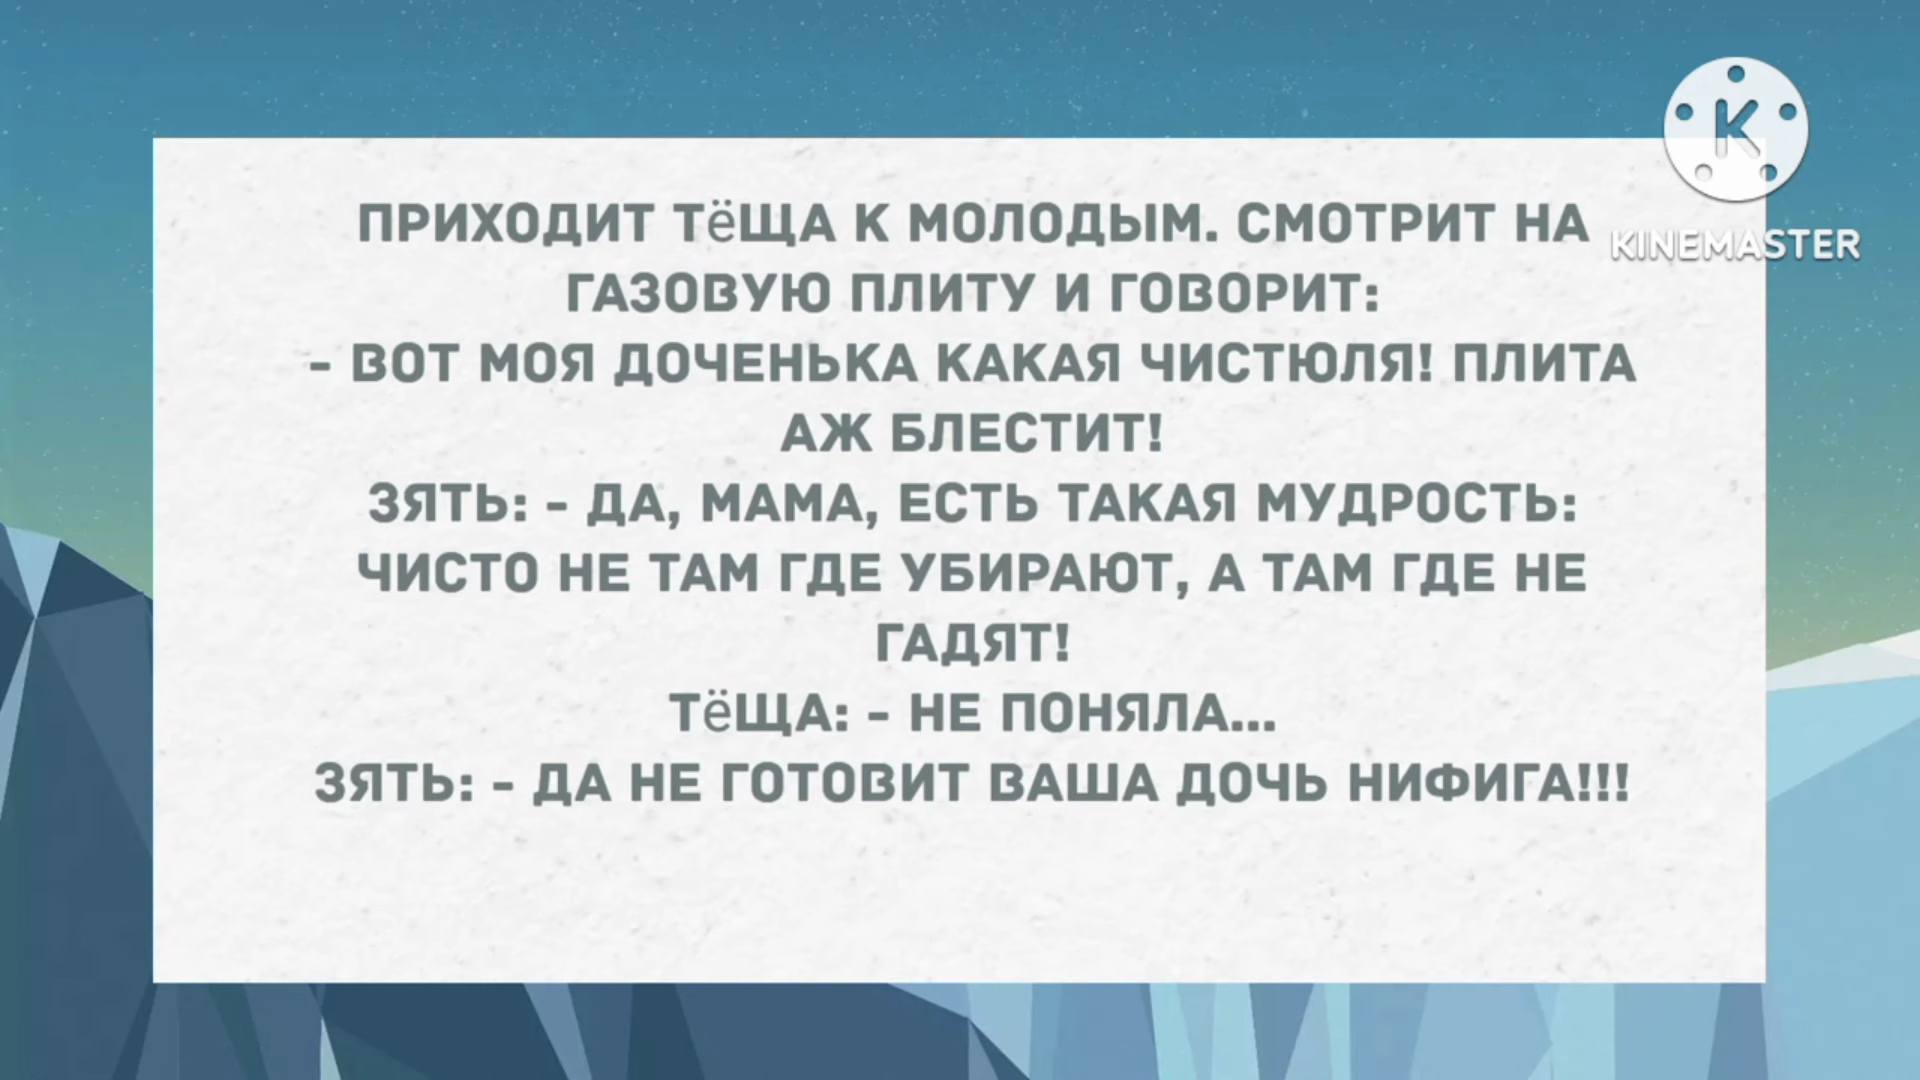 ПРИХОДИТ ТёЩА К МОЛОДЫМ. СМОТРИТ НА
ГАЗОВУЮ ПЛИТУ И ГОВОРИТ:
- ВОТ МОЯ ДОЧЕНЬКА КАКАЯ ЧИСТЮЛЯ! ПЛИТА
АЖ БЛЕСТИТ!
ЗЯТЬ: - ДА, МАМА, ЕСТЬ ТАКАЯ МУДРОСТЬ:
ЧИСТО НЕ ТАМ ГДЕ УБИРАЮТ, А ТАМ ГДЕ НЕ
ГАДЯТ!
ТёЩА: - НЕ ПОНЯЛА...
ЗЯТЬ: - ДА НЕ ГОТОВИТ ВАША ДОЧЬ НИФИГА!!!
K
KINEMASTER